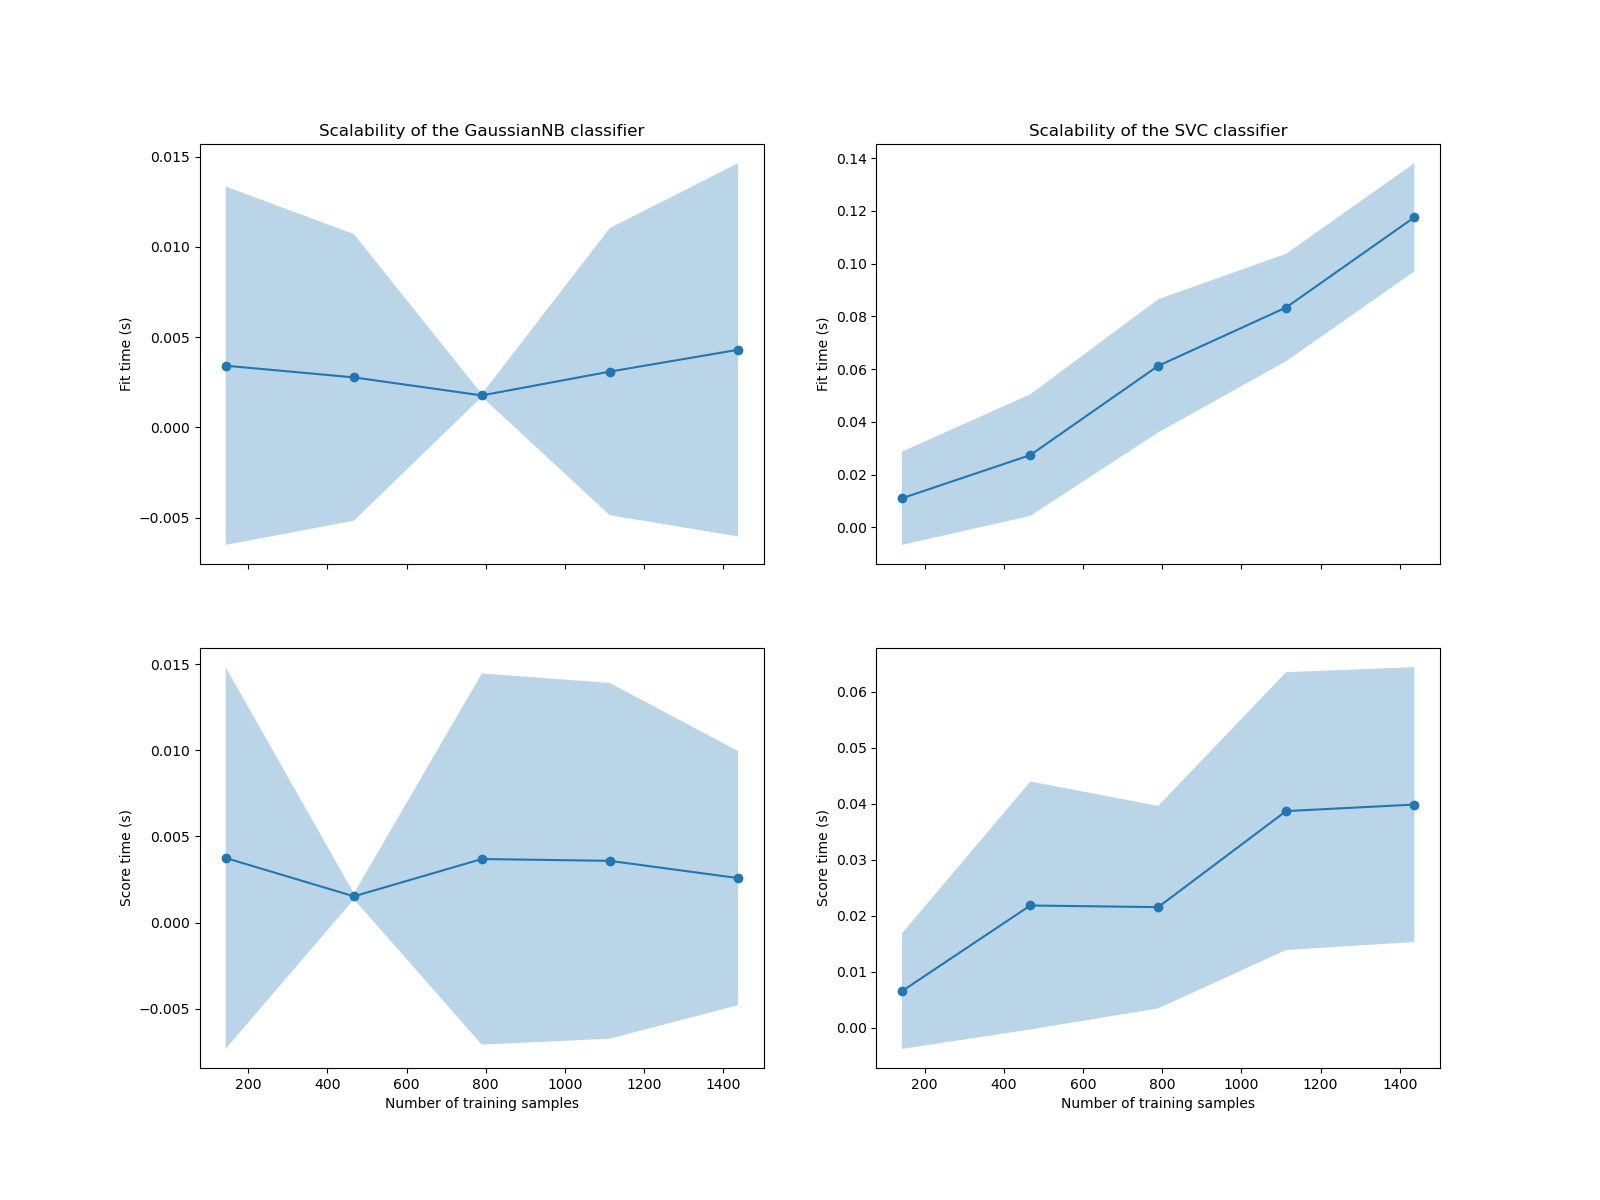 Scalability of the GaussianNB classifier
0.015
0.010
0.005
0.000
−0.005
Fit time (s)
Scalability of the SVC classifier
0.14
0.12
0.10
0.08
0.06
0.04
0.02
0.00
Fit time (s)
0.015
0.010
0.005
0.000
−0.005
Score time (s)
200 400 600 800 1000 1200 1400
Number of training samples
0.06
0.05
0.04
0.03
0.02
0.01
0.00
Score time (s)
200 400 600 800 1000 1200 1400
Number of training samples